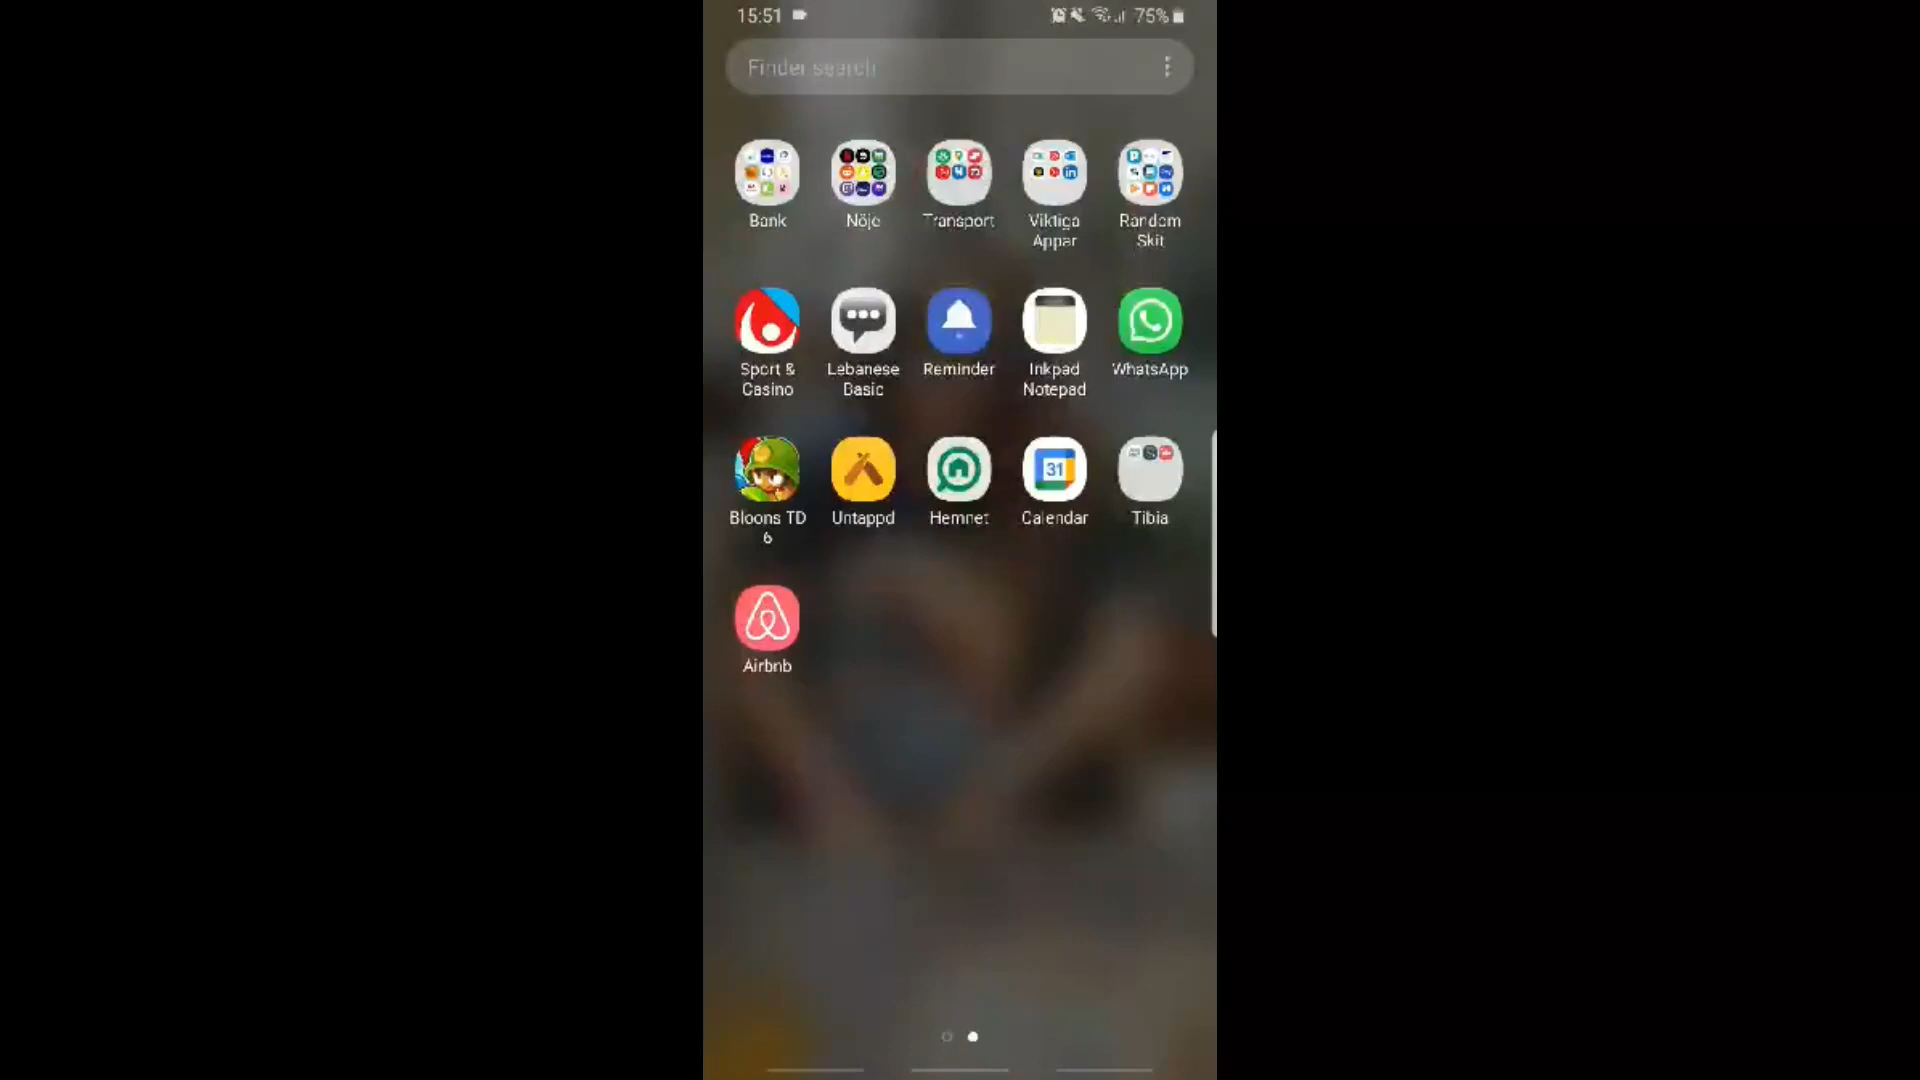 15:51 75%
Finder search
Bank Nöje Transport Viktiga Random
Appar Skit
Sport & Lebanese Reminder Inkpad WhatsApp
Casino Basic Notepad
31
Bloons TD Untappd Hemnet Calendar Tibia
6
Airbnb